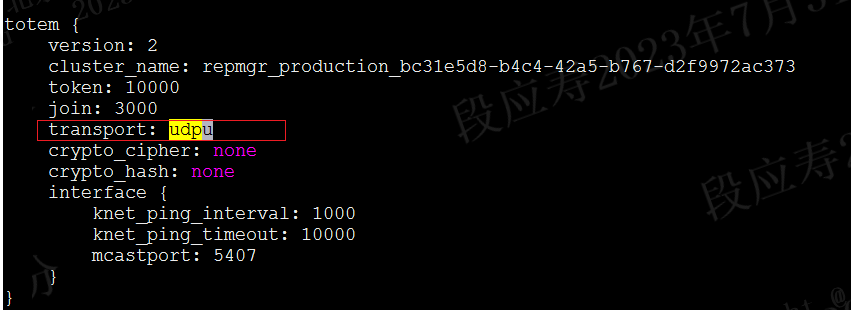 totem {
    version: 2
    cluster_name: repmgr_production_bc31e5d8-b4c4-42a5-b767-d2f9972ac373
    token: 10000
    join: 3000
    transport: udpu
    crypto_cipher: none
    crypto_hash: none
    interface {
        knet_ping_interval: 1000
        knet_ping_timeout: 10000
        mcastport: 5407
    }
}
段应寿2023年7月31
段应寿2